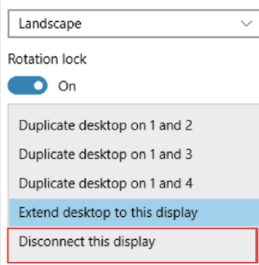 Landscape
Rotation lock
On
Duplicate desktop on 1 and 2
Duplicate desktop on 1 and 3
Duplicate desktop on 1 and 4
Extend desktop to this display
Disconnect this display